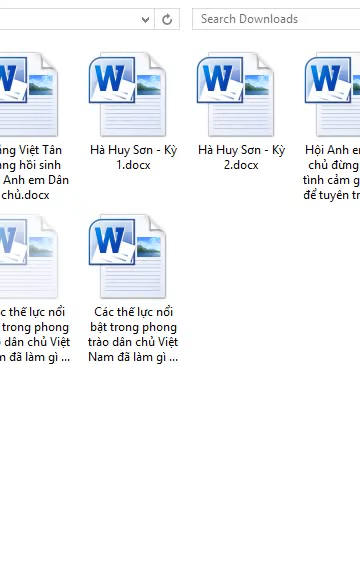 Search Downloads
ảng Việt Tân
ang hồi sinh
Anh em Dân
chủ.docx
Hà Huy Sơn - Kỳ
1.docx
Hà Huy Sơn - Kỳ
2.docx
Hội Anh e
chủ đừng
tình cảm g
để tuyên tr
c thế lực nổi
trong phong
dân chủ Việt
m đã làm gì ...
Các thế lực nổi
bật trong phong
trào dân chủ Việt
Nam đã làm gì ...